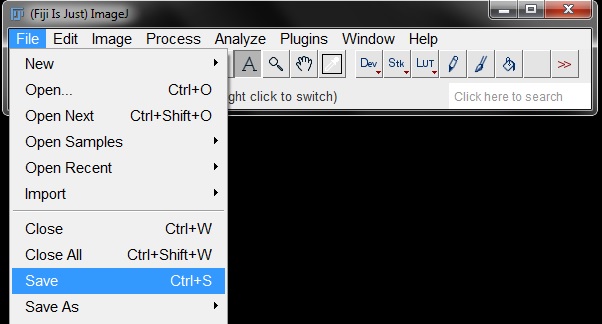 (Fiji Is Just) ImageJ
File Edit Image Process Analyze Plugins Window Help
A Dev Stk LUT >>
ght click to switch)
Click here to search
New
Open... Ctrl+O
Open Next Ctrl+Shift+O
Open Samples
Open Recent
Import
Close Ctrl+W
Close All Ctrl+Shift+W
Save Ctrl+S
Save As